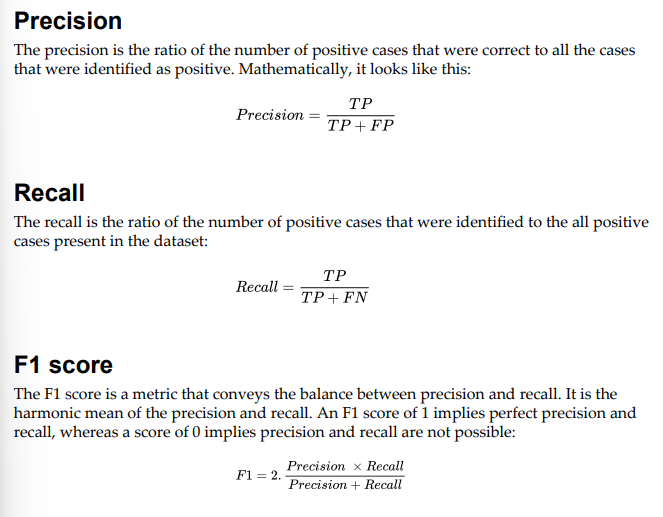 Precision
The precision is the ratio of the number of positive cases that were correct to all the cases
that were identified as positive. Mathematically, it looks like this:
Precision = TP / TP + FP
Recall
The recall is the ratio of the number of positive cases that were identified to the all positive
cases present in the dataset:
Recall = TP / TP + FN
F1 score
The F1 score is a metric that conveys the balance between precision and recall. It is the
harmonic mean of the precision and recall. An F1 score of 1 implies perfect precision and
recall, whereas a score of 0 implies precision and recall are not possible:
F1 = 2. Precision × Recall / Precision + Recall